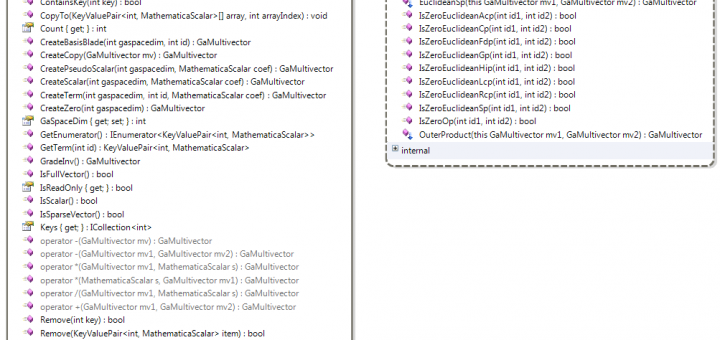 ContainsKey(int key) : bool
CopyTo(KeyValuePair<int, MathematicaScalar>[] array, int arrayIndex) : void
Count { get; } : int
CreateBasisBlade(int gaspacedim, int id) : GaMultivector
CreateCopy(GaMultivector mv) : GaMultivector
CreatePseudoScalar(int gaspacedim, MathematicaScalar coef) : GaMultivector
CreateScalar(int gaspacedim, MathematicaScalar coef) : GaMultivector
CreateTerm(int gaspacedim, int id, MathematicaScalar coef) : GaMultivector
CreateZero(int gaspacedim) : GaMultivector
GaSpaceDim { get; set; } : int
GetEnumerator() : IEnumerator<KeyValuePair<int, MathematicaScalar>>
GetTerm(int id) : KeyValuePair<int, MathematicaScalar>
GradeInv() : GaMultivector
IsFullVector() : bool
IsReadOnly { get; } : bool
IsScalar() : bool
IsSparseVector() : bool
Keys { get; } : ICollection<int>
operator -(GaMultivector mv) : GaMultivector
operator -(GaMultivector mv1, GaMultivector mv2) : GaMultivector
operator *(GaMultivector mv1, MathematicaScalar s) : GaMultivector
operator *(MathematicaScalar s, GaMultivector mv1) : GaMultivector
operator /(GaMultivector mv1, MathematicaScalar s) : GaMultivector
operator +(GaMultivector mv1, GaMultivector mv2) : GaMultivector
Remove(int key) : bool
Remove(KeyValuePair<int, MathematicaScalar> item) : bool
EuclideanSp(this GaMultivector mv1, GaMultivector mv2) : GaMultivector
IsZeroEuclideanAcp(int id1, int id2) : bool
IsZeroEuclideanCp(int id1, int id2) : bool
IsZeroEuclideanFdp(int id1, int id2) : bool
IsZeroEuclideanGp(int id1, int id2) : bool
IsZeroEuclideanHip(int id1, int id2) : bool
IsZeroEuclideanLcp(int id1, int id2) : bool
IsZeroEuclideanRcp(int id1, int id2) : bool
IsZeroEuclideanSp(int id1, int id2) : bool
IsZeroOp(int id1, int id2) : bool
OuterProduct(this GaMultivector mv1, GaMultivector mv2) : GaMultivector
internal